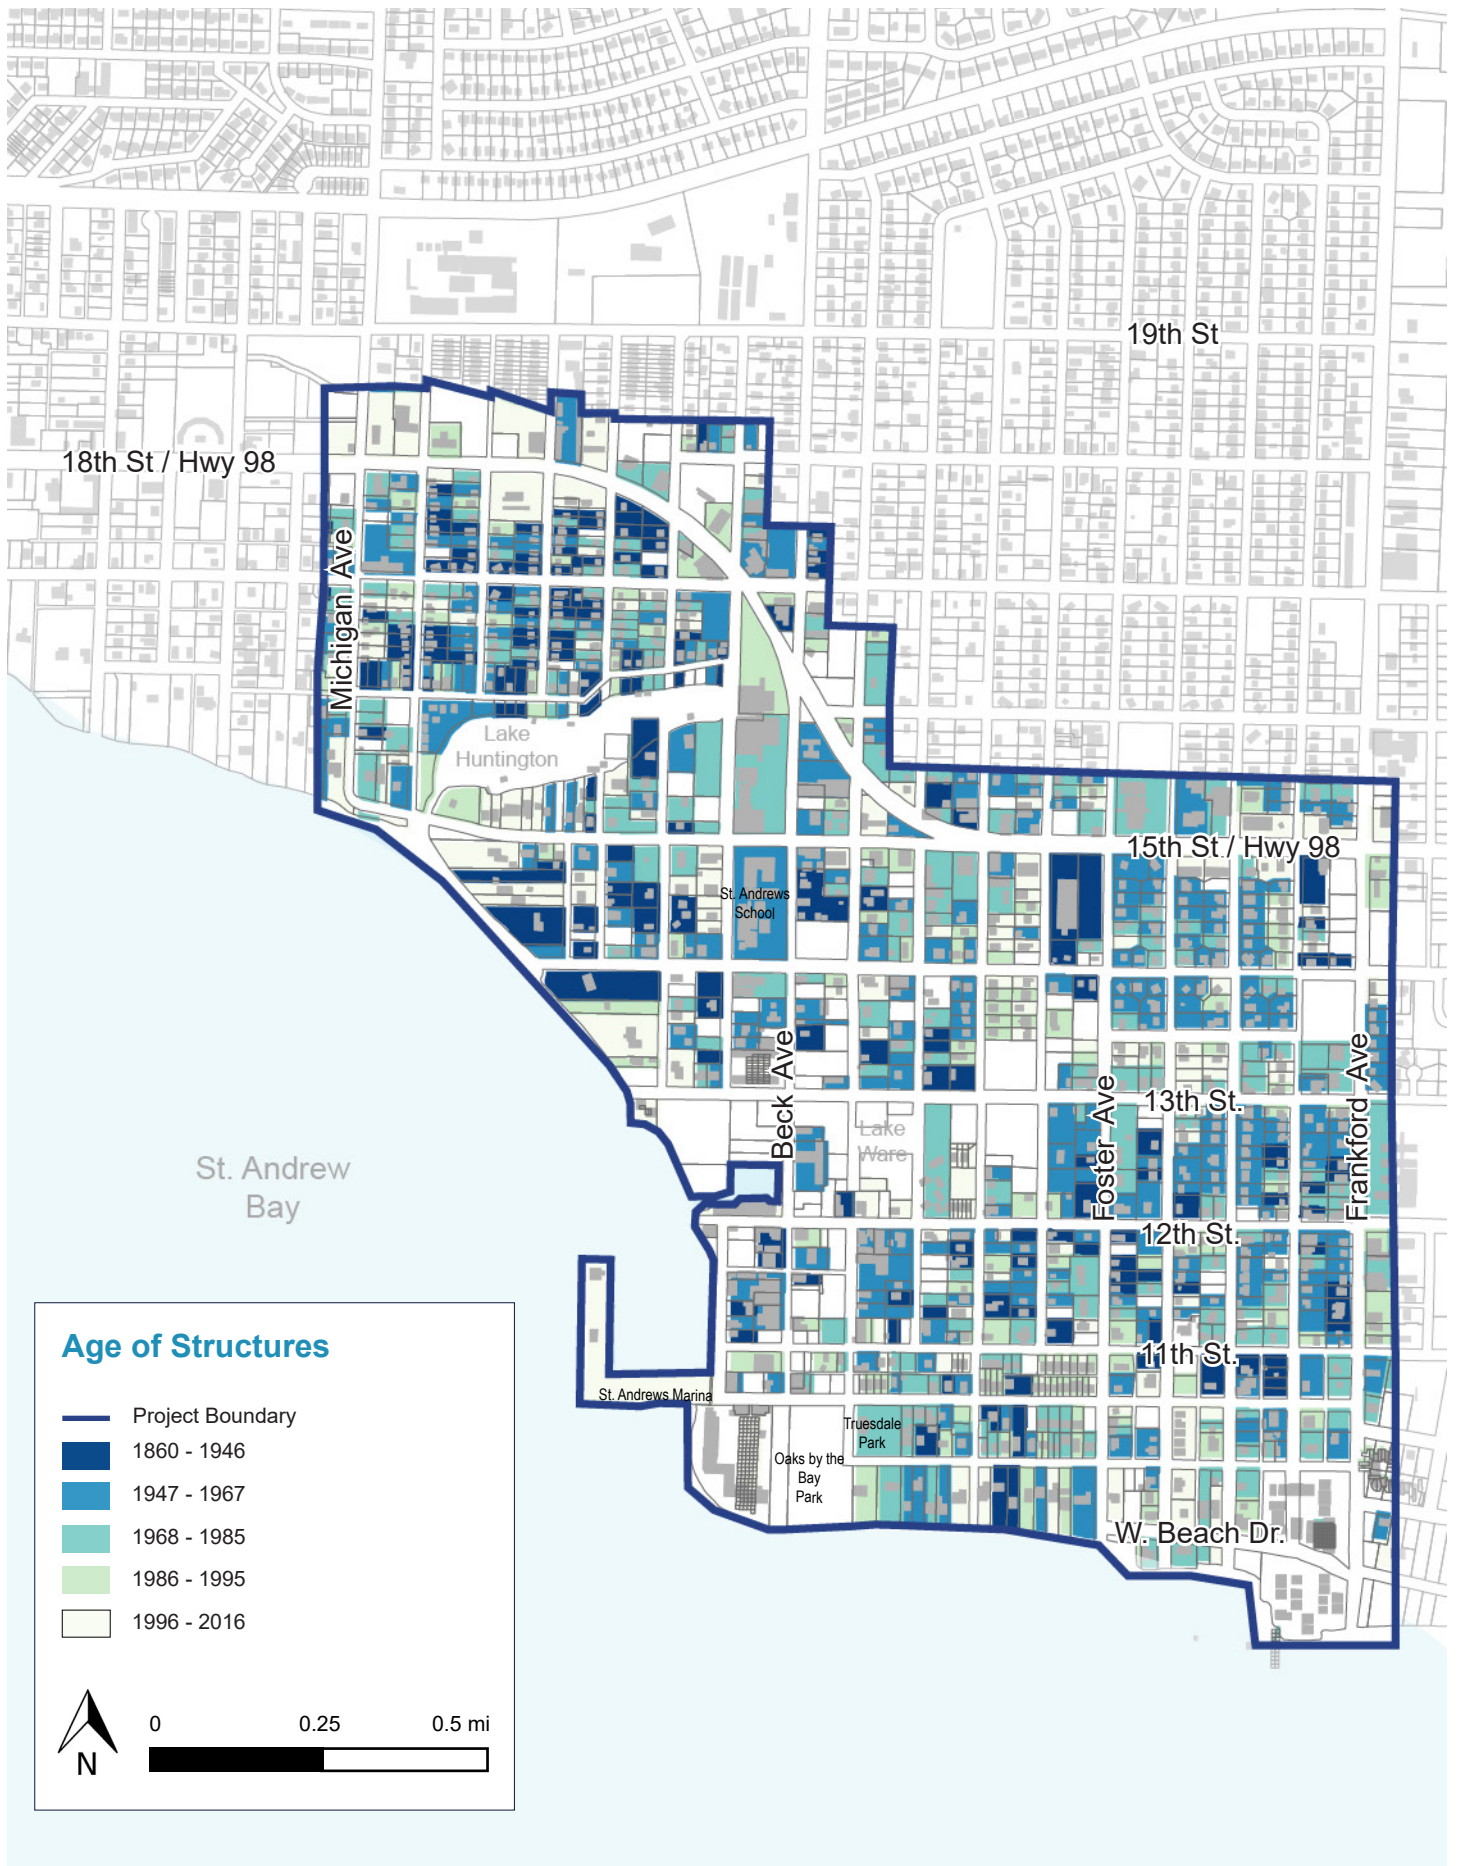 19th St
18th St / Hwy 98
Michigan Ave
Lake
Huntington
15th St / Hwy 98
St. Andrews
School
Beck Ave
Foster Ave
Frankford Ave
13th St.
Lake
Ware
St. Andrew
Bay
12th St.
11th St.
St. Andrews Marina
Truesdale
Park
Oaks by the
Bay
Park
W. Beach Dr.
Age of Structures
Project Boundary
1860 - 1946
1947 - 1967
1968 - 1985
1986 - 1995
1996 - 2016
N
0 0.25 0.5 mi